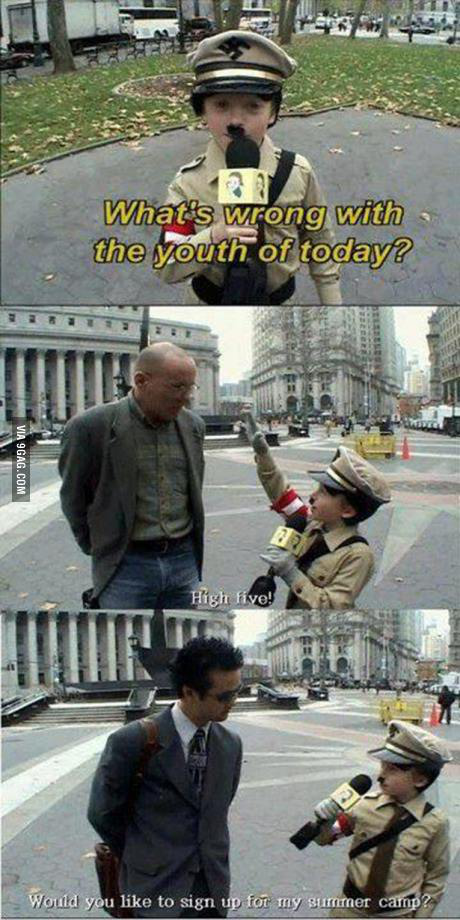 What's wrong with
the youth of today?
VIA 9GAG.COM
High five!
Would you like to sign up for my summer camp?